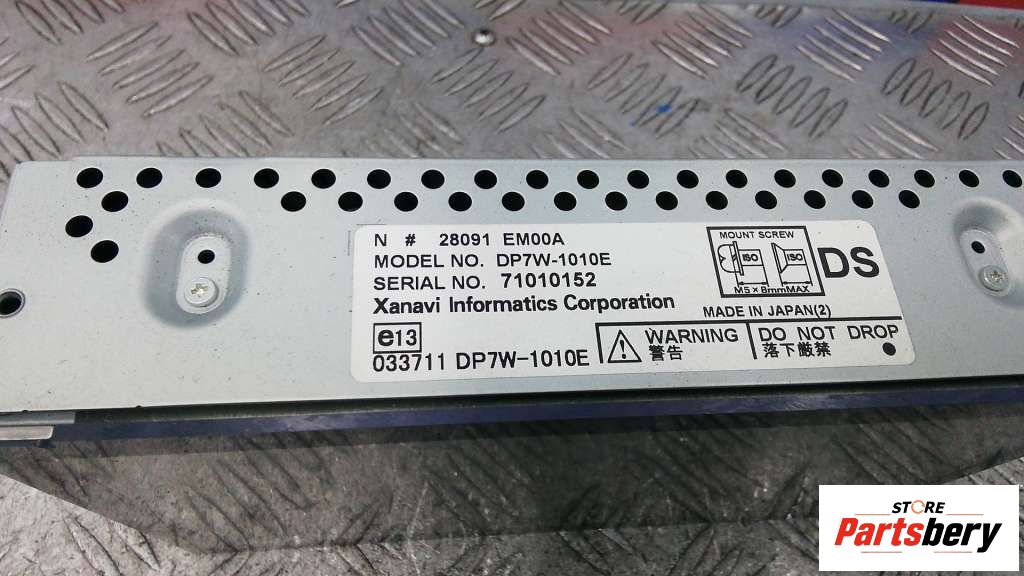 N # 28091 EM00A
MODEL NO. DP7W-1010E
SERIAL NO. 71010152
Xanavi Informatics Corporation
MOUNT SCREW
ISO ISO
M5×8mmMAX
DS
MADE IN JAPAN(2)
e13
033711 DP7W-1010E
WARNING
警告
DO NOT DROP
落下厳禁
STORE
Partsbery